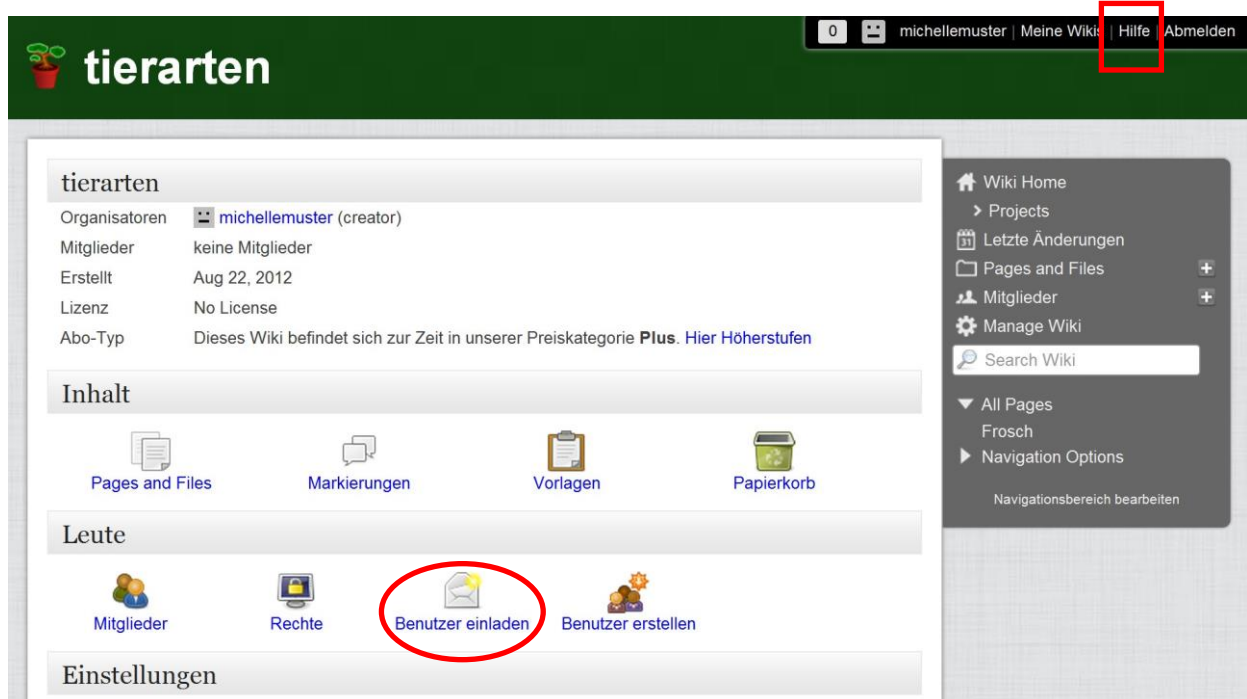 0 michellemuster | Meine Wikis | Hilfe | Abmelden
tierarten
tierarten
Organisatoren michellemuster (creator)
Mitglieder keine Mitglieder
Erstellt Aug 22, 2012
Lizenz No License
Abo-Typ Dieses Wiki befindet sich zur Zeit in unserer Preiskategorie Plus. Hier Höherstufen
Inhalt
Pages and Files Markierungen Vorlagen Papierkorb
Leute
Mitglieder Rechte Benutzer einladen Benutzer erstellen
Einstellungen
Wiki Home
Projects
31 Letzte Änderungen
Pages and Files
Mitglieder
Manage Wiki
Search Wiki
All Pages
Frosch
Navigation Options
Navigationsbereich bearbeiten